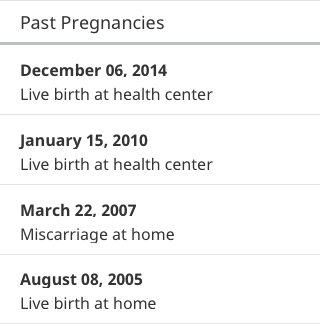 Past Pregnancies
December 06, 2014
Live birth at health center
January 15, 2010
Live birth at health center
March 22, 2007
Miscarriage at home
August 08, 2005
Live birth at home